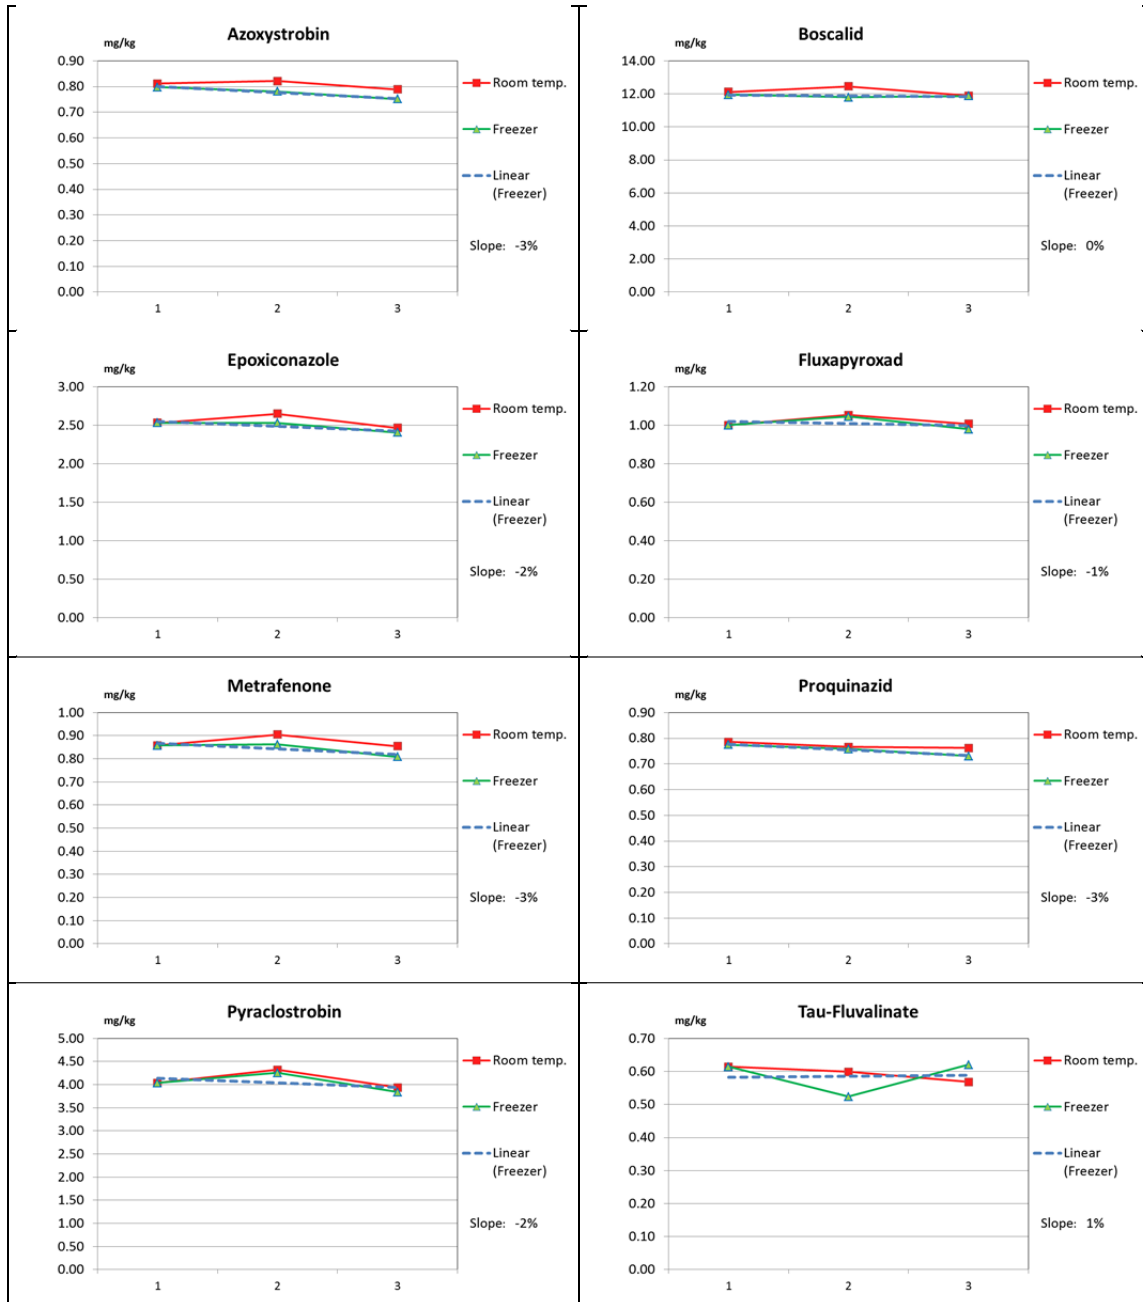 Azoxystrobin
mg/kg
0.90
0.80
0.70
0.60
0.50
0.40
0.30
0.20
0.10
0.00
1 2 3
Room temp.
Freezer
Linear
(Freezer)
Slope: -3%
Boscalid
mg/kg
14.00
12.00
10.00
12.00
6.00
4.00
2.00
0.00
1 2 3
Room temp.
Freezer
Linear
(Freezer)
Slope: 0%
Epoxiconazole
mg/kg
3.00
2.50
2.00
1.50
1.00
0.50
0.00
1 2 3
Room temp.
Freezer
Linear
(Freezer)
Slope: -2%
Fluxapyroxad
mg/kg
1.20
1.00
0.80
0.60
0.40
0.20
0.00
1 2 3
Room temp.
Freezer
Linear
(Freezer)
Slope: -1%
Metrafenone
mg/kg
1.00
0.90
0.80
0.70
0.60
0.50
0.40
0.30
0.20
0.10
0.00
1 2 3
Room temp.
Freezer
Linear
(Freezer)
Slope: -3%
Proquinazid
mg/kg
0.90
0.80
0.70
0.60
0.50
0.40
0.30
0.20
0.10
0.00
1 2 3
Room temp.
Freezer
Linear
(Freezer)
Slope: -3%
Pyraclostrobin
mg/kg
5.00
4.50
4.00
3.50
3.00
2.50
2.00
1.50
1.00
0.50
0.00
1 2 3
Room temp.
Freezer
Linear
(Freezer)
Slope: -2%
Tau-Fluvalinate
mg/kg
0.70
0.60
0.50
0.40
0.30
0.20
0.10
0.00
1 2 3
Room temp.
Freezer
Linear
(Freezer)
Slope: 1%